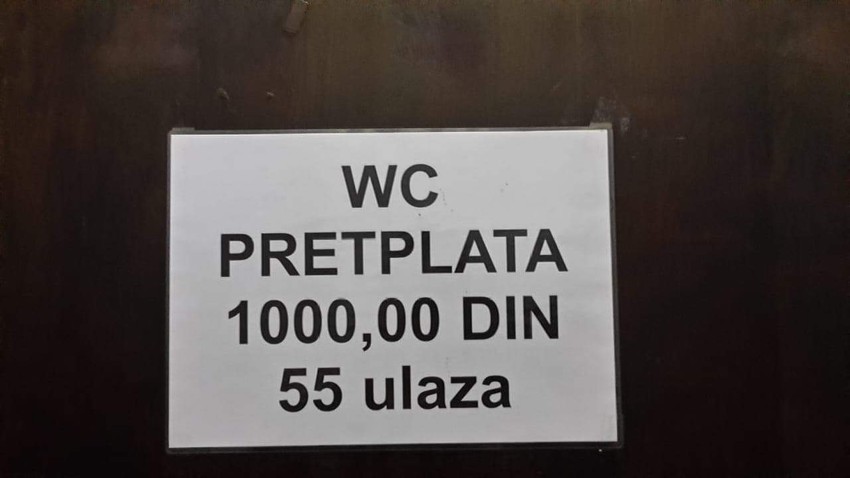 WC
PRETPLATA
1000,00 DIN
55 ulaza